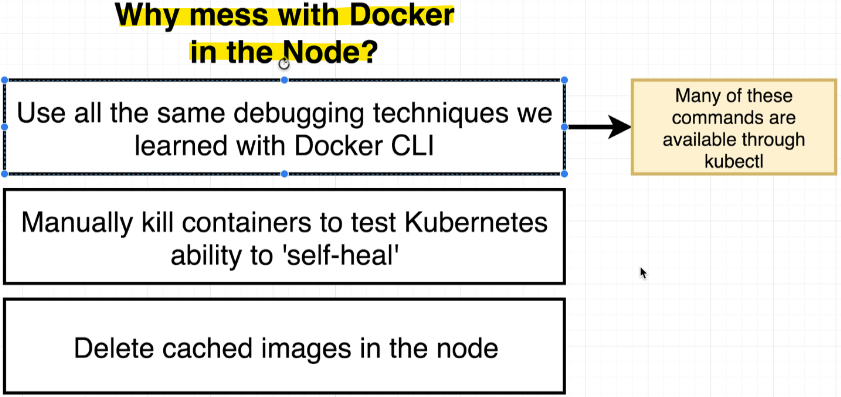 Why mess with Docker
in the Node?
Use all the same debugging techniques we
learned with Docker CLI
Many of these
commands are
available through
kubectl
Manually kill containers to test Kubernetes
ability to 'self-heal'
Delete cached images in the node